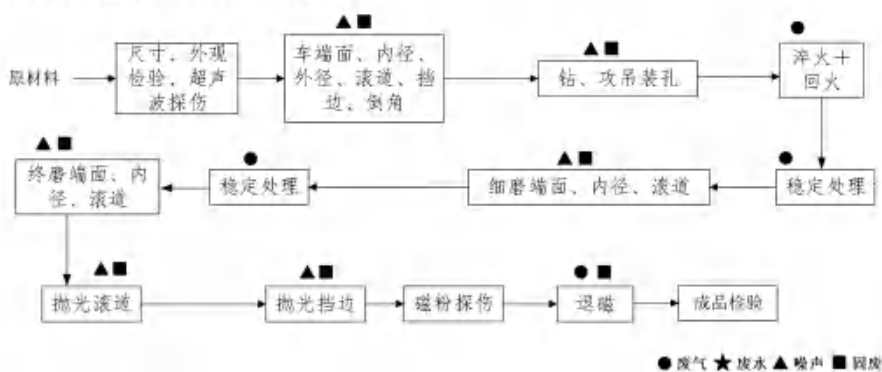 原材料
尺寸、外观
检验，超声
波探伤
车端面、内径、
外径、滚道、挡
边、倒角
钻、攻吊装孔
淬火＋
回火
终磨端面、内
径、滚道
稳定处理
细磨端面、内径、滚道
稳定处理
抛光滚道
抛光挡边
磁粉探伤
退磁
成品检验
●废气 ★废水 ▲噪声 ■固废